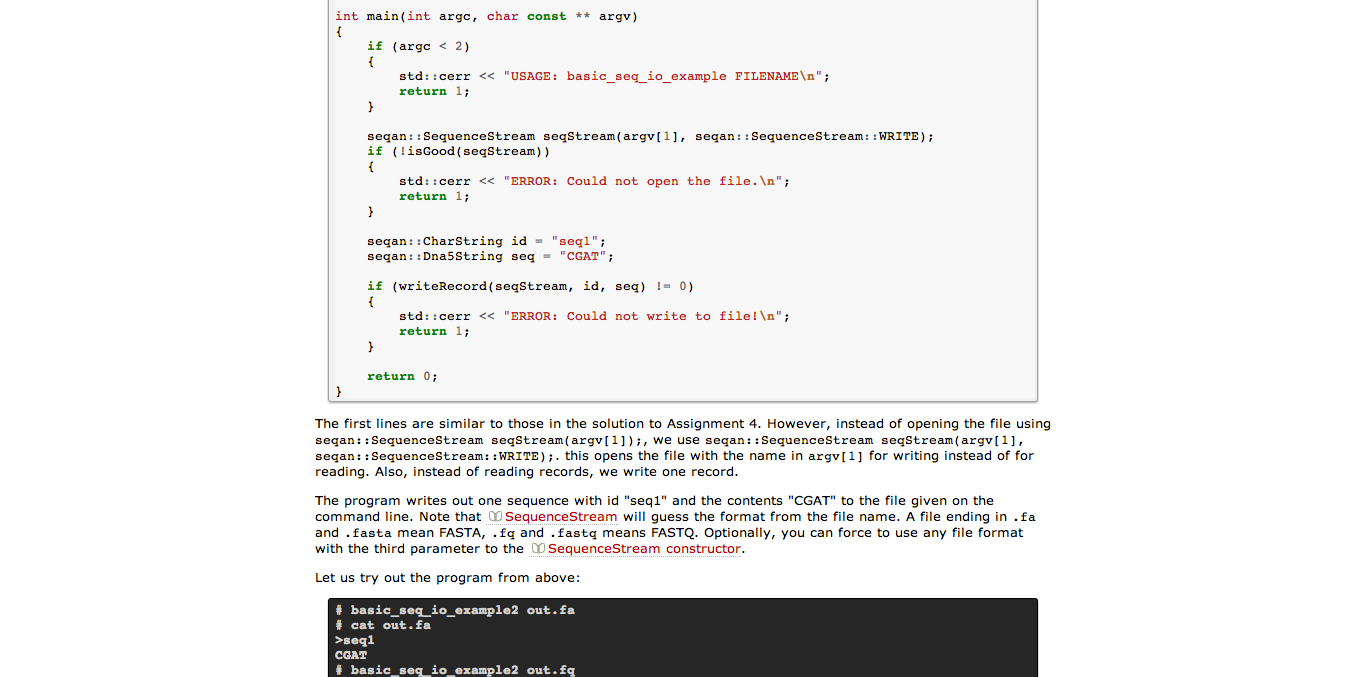 int main(int argc, char const ** argv)
{
    if (argc < 2)
    {
        std::cerr << "USAGE: basic_seq_io_example FILENAME\n";
        return 1;
    }

    seqan::SequenceStream seqStream(argv[1], seqan::SequenceStream::WRITE);
    if (!isGood(seqStream))
    {
        std::cerr << "ERROR: Could not open the file.\n";
        return 1;
    }

    seqan::CharString id = "seq1";
    seqan::Dna5String seq = "CGAT";

    if (writeRecord(seqStream, id, seq) != 0)
    {
        std::cerr << "ERROR: Could not write to file!\n";
        return 1;
    }

    return 0;
}
The first lines are similar to those in the solution to Assignment 4. However, instead of opening the file using
seqan::SequenceStream seqStream(argv[1]);, we use seqan::SequenceStream seqStream(argv[1],
seqan::SequenceStream::WRITE);. this opens the file with the name in argv[1] for writing instead of for
reading. Also, instead of reading records, we write one record.
The program writes out one sequence with id "seq1" and the contents "CGAT" to the file given on the
command line. Note that SequenceStream will guess the format from the file name. A file ending in .fa
and .fasta mean FASTA, .fq and .fastq means FASTQ. Optionally, you can force to use any file format
with the third parameter to the SequenceStream constructor.
Let us try out the program from above:
# basic_seq_io_example2 out.fa
# cat out.fa
>seq1
CGAT
# basic_seq_io_example2 out.fq